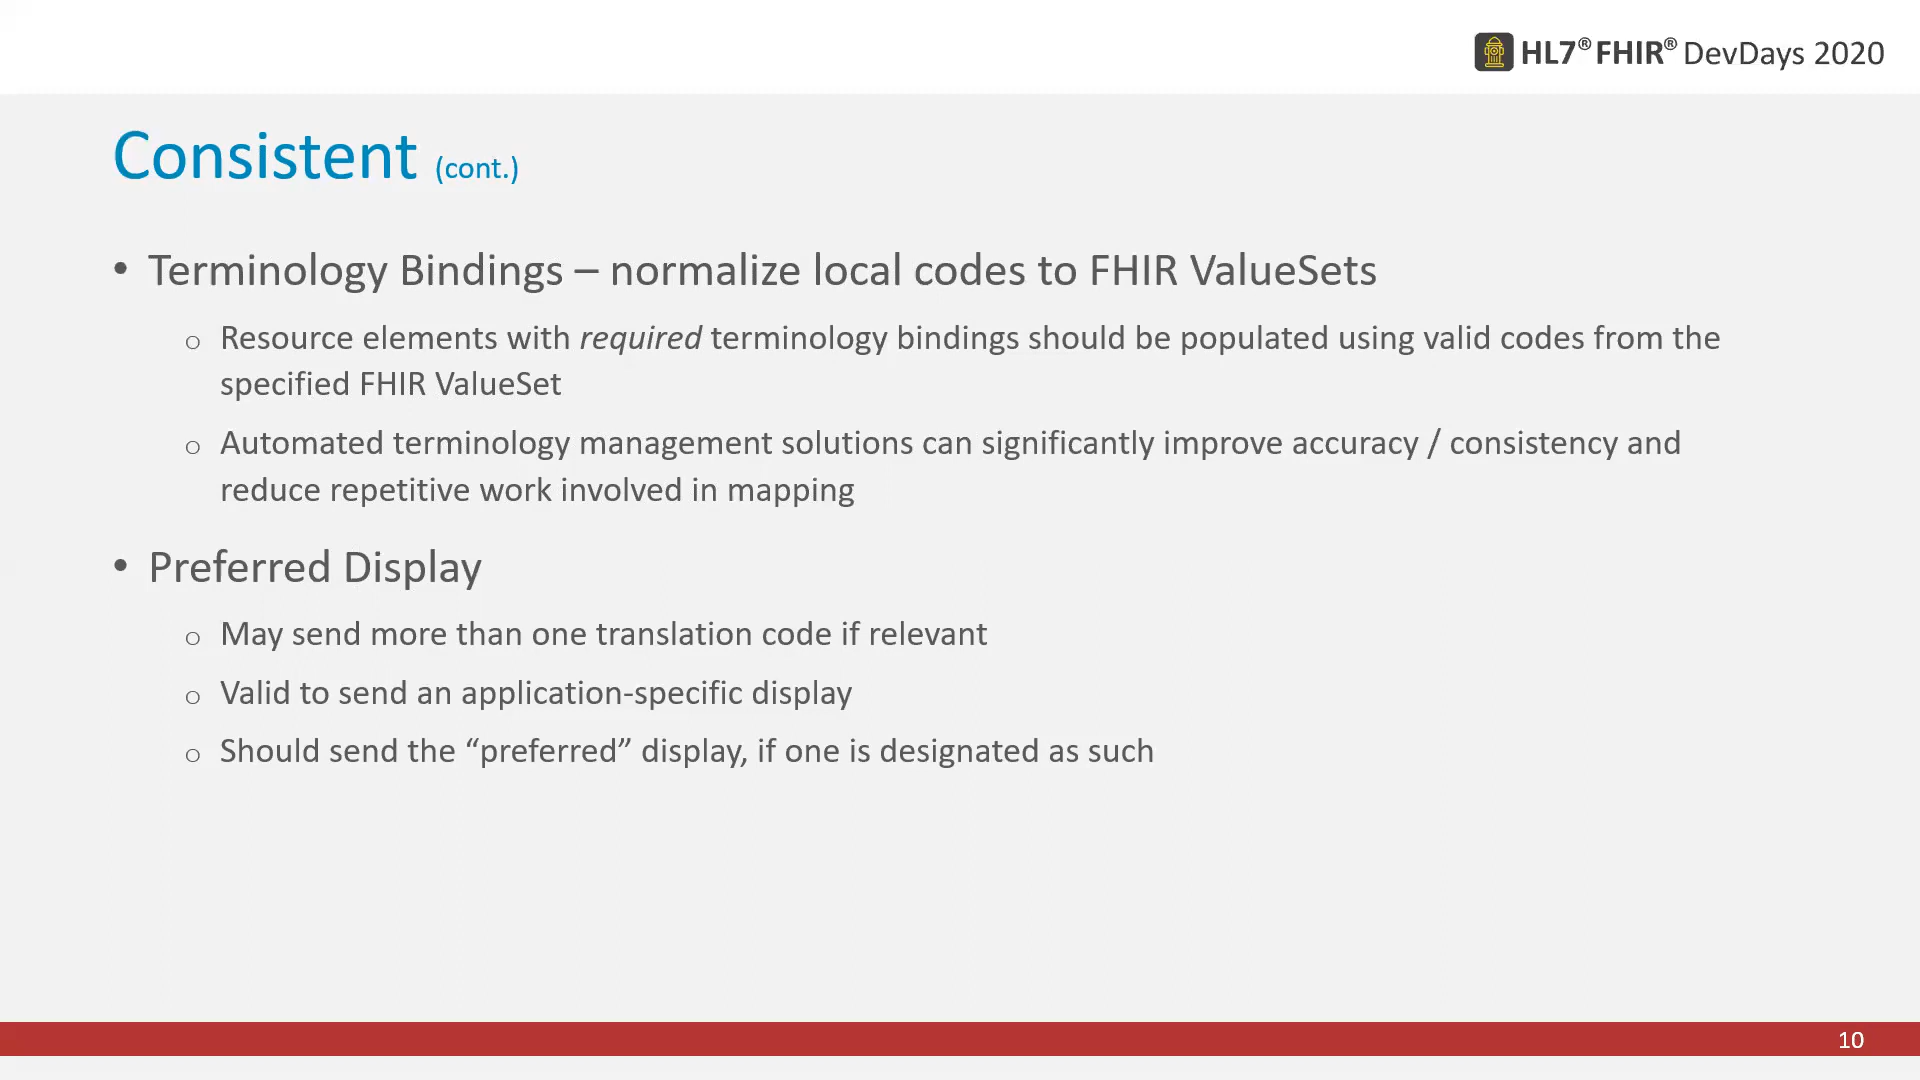 HL7® FHIR® DevDays 2020
Consistent (cont.)
• Terminology Bindings – normalize local codes to FHIR ValueSets
o Resource elements with required terminology bindings should be populated using valid codes from the
specified FHIR ValueSet
o Automated terminology management solutions can significantly improve accuracy / consistency and
reduce repetitive work involved in mapping
• Preferred Display
o May send more than one translation code if relevant
o Valid to send an application-specific display
o Should send the “preferred” display, if one is designated as such
10